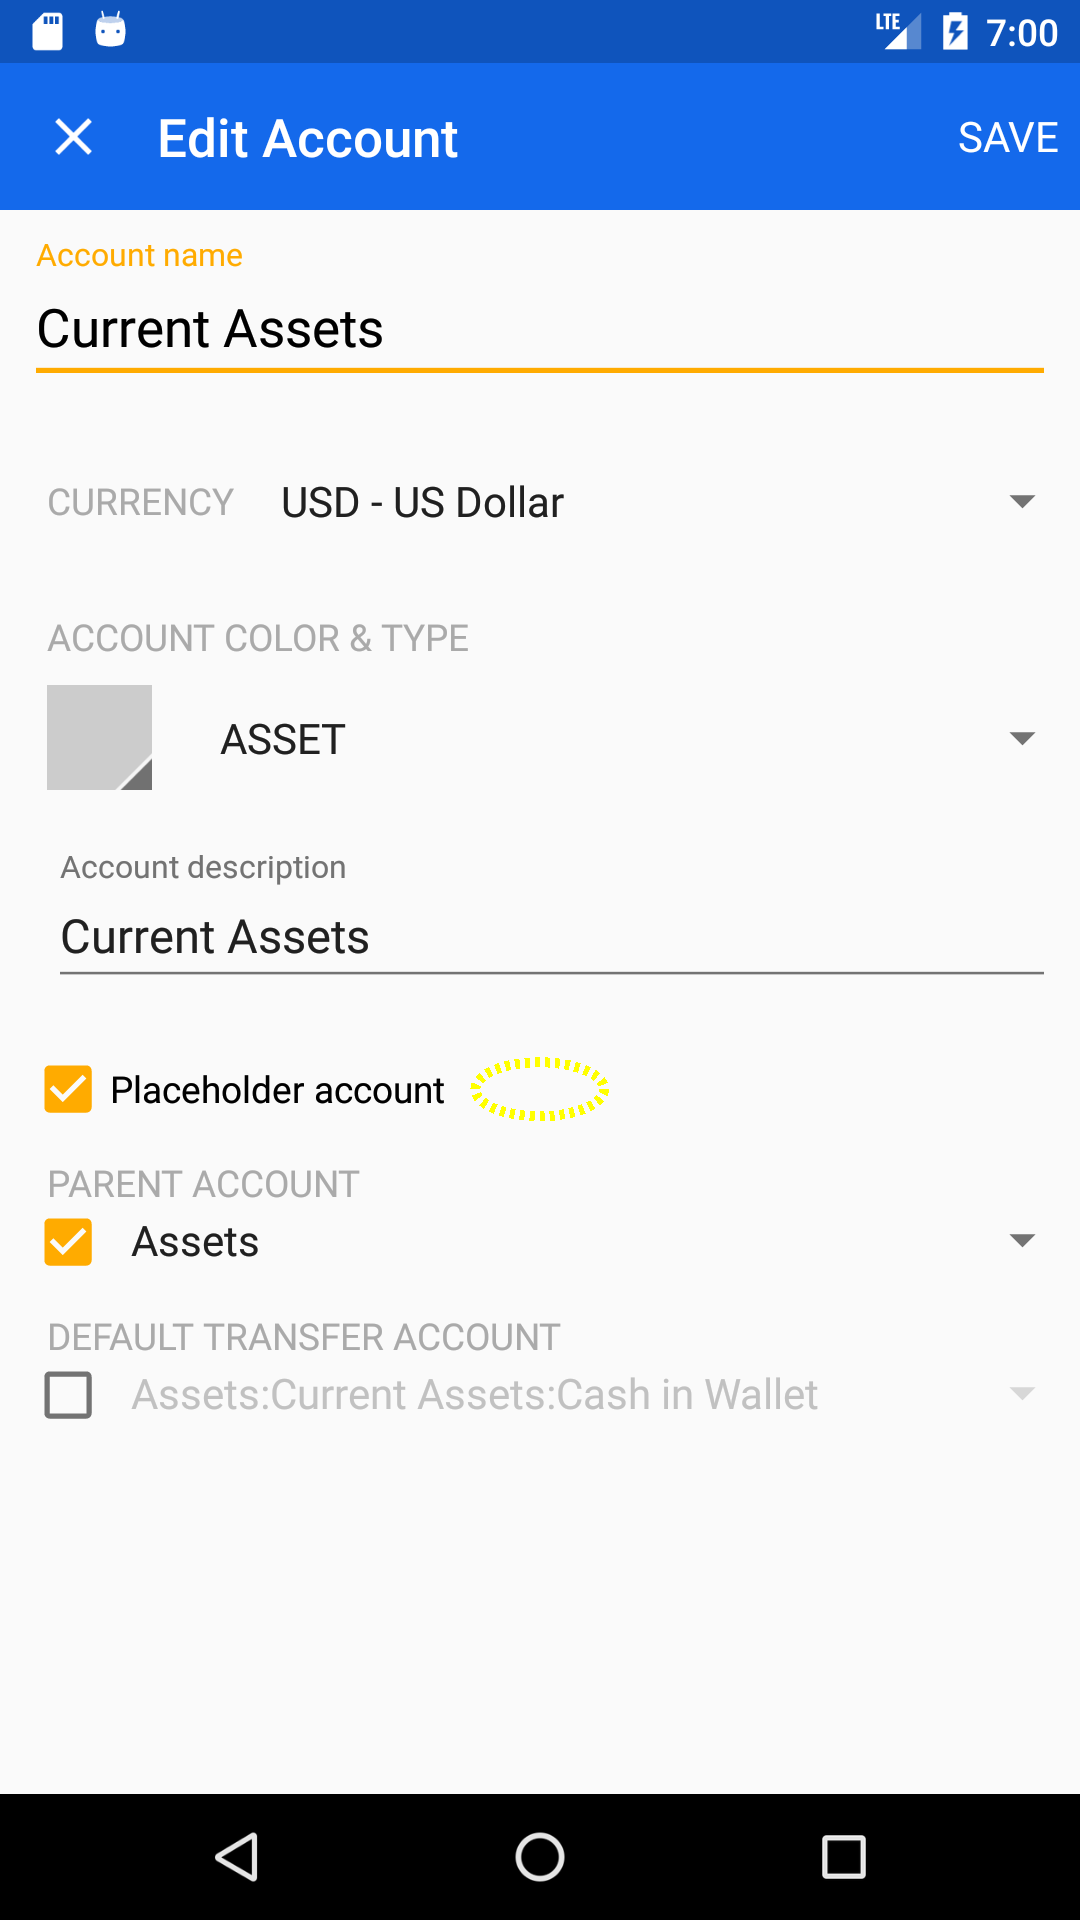 LTE 7:00
Edit Account SAVE
Account name
Current Assets
CURRENCY USD - US Dollar
ACCOUNT COLOR & TYPE
ASSET
Account description
Current Assets
Placeholder account
PARENT ACCOUNT
Assets
DEFAULT TRANSFER ACCOUNT
Assets:Current Assets:Cash in Wallet